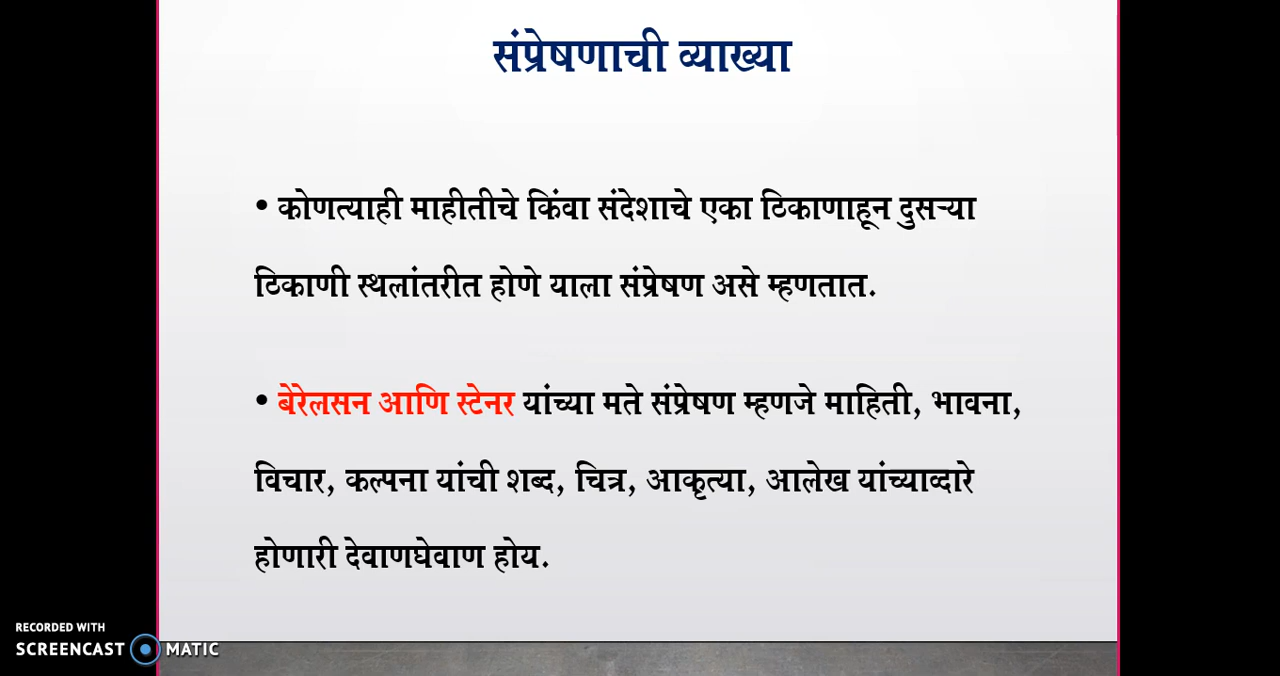 संप्रेषणाची व्याख्या
• कोणत्याही माहीतीचे किंवा संदेशाचे एका ठिकाणाहून दुसऱ्या
ठिकाणी स्थलांतरीत होणे याला संप्रेषण असे म्हणतात.
• बेरेलसन आणि स्टेनर यांच्या मते संप्रेषण म्हणजे माहिती, भावना,
विचार, कल्पना यांची शब्द, चित्र, आकृत्या, आलेख यांच्याव्दारे
होणारी देवाणघेवाण होय.
RECORDED WITH
SCREENCAST MATIC